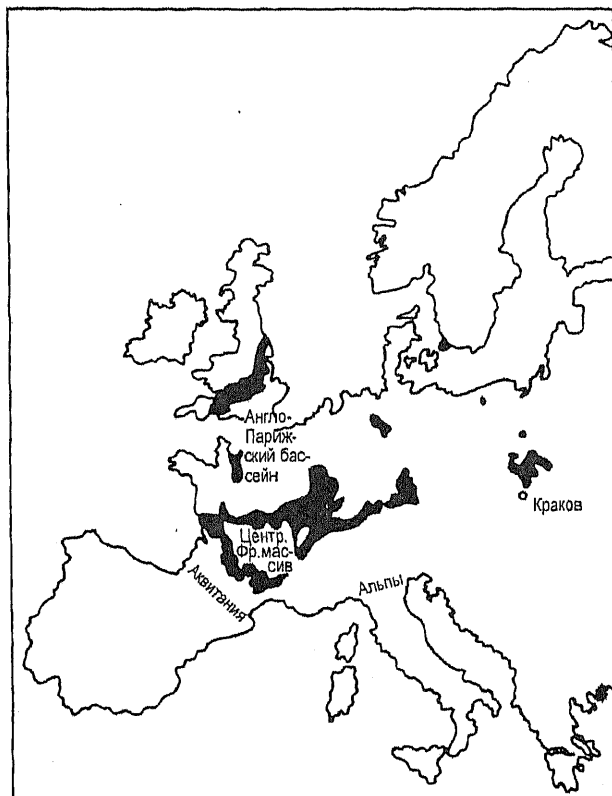 Англо-
Париж-
ский бас-
сейн
Краков
Центр.
Фр.мас-
сив
Аквитания
Альпы